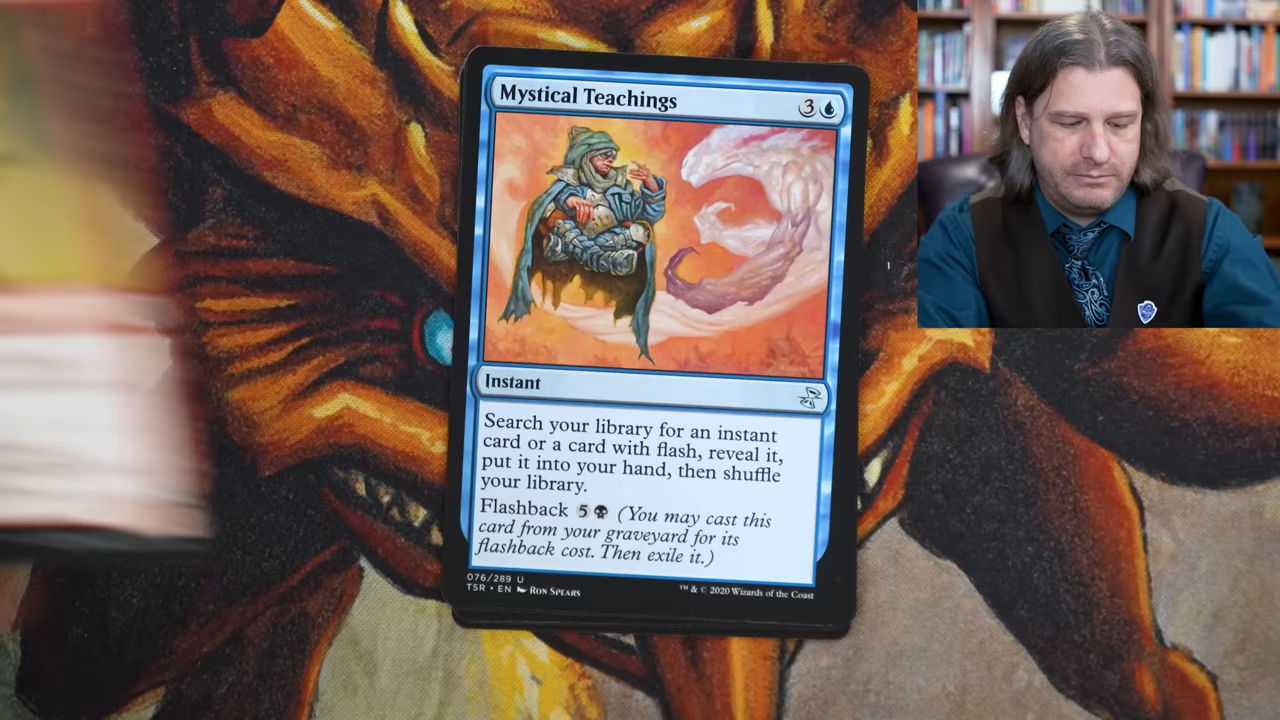 Mystical Teachings 3
Instant
Search your library for an instant
card or a card with flash, reveal it,
put it into your hand, then shuffle
your library.
Flashback 5 (You may cast this
card from your graveyard for its
flashback cost. Then exile it.)
076/289 U
TSR • EN Ron Spears
™ & © 2020 Wizards of the Coast